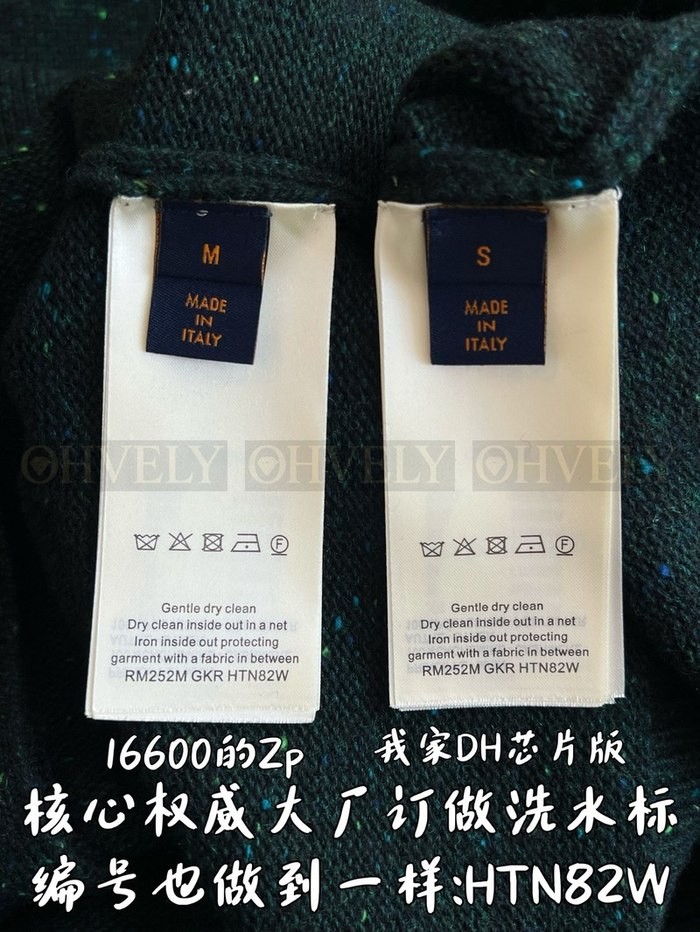 M
MADE
IN
ITALY
S
MADE
IN
ITALY
OHVELY OHVELY OHVELY
Gentle dry clean
Dry clean inside out in a net
Iron inside out protecting
garment with a fabric in between
RM252M GKR HTN82W
Gentle dry clean
Dry clean inside out in a net
Iron inside out protecting
garment with a fabric in between
RM252M GKR HTN82W
16600的Zp
我家DH芯片版
核心权威大厂订做洗水标
编号也做到一样:HTN82W